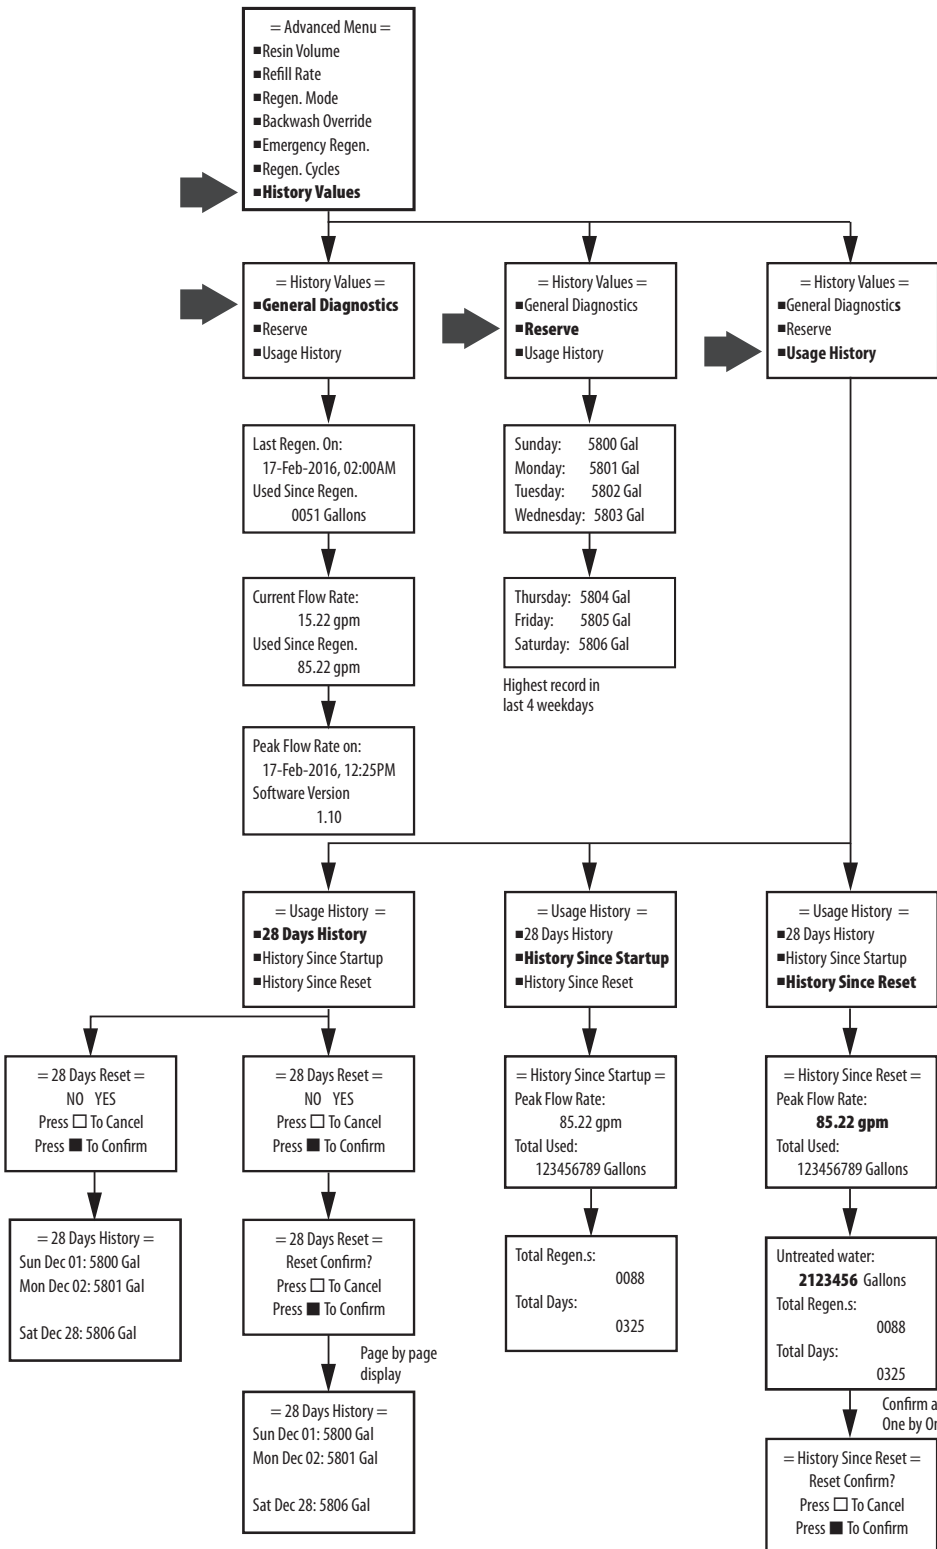 = Advanced Menu =
■Resin Volume
■Refill Rate
■Regen. Mode
■Backwash Override
■Emergency Regen.
■Regen. Cycles
■History Values
= History Values =
■General Diagnostics
■Reserve
■Usage History
= History Values =
■General Diagnostics
■Reserve
■Usage History
= History Values =
■General Diagnostics
■Reserve
■Usage History
Last Regen. On:
17-Feb-2016, 02:00AM
Used Since Regen.
0051 Gallons
Sunday: 5800 Gal
Monday: 5801 Gal
Tuesday: 5802 Gal
Wednesday: 5803 Gal
Current Flow Rate:
15.22 gpm
Used Since Regen.
85.22 gpm
Thursday: 5804 Gal
Friday: 5805 Gal
Saturday: 5806 Gal
Highest record in
last 4 weekdays
Peak Flow Rate on:
17-Feb-2016, 12:25PM
Software Version
1.10
= Usage History =
■28 Days History
■History Since Startup
■History Since Reset
= Usage History =
■28 Days History
■History Since Startup
■History Since Reset
= Usage History =
■28 Days History
■History Since Startup
■History Since Reset
= 28 Days Reset =
NO YES
Press □ To Cancel
Press ■ To Confirm
= 28 Days Reset =
NO YES
Press □ To Cancel
Press ■ To Confirm
= History Since Startup =
Peak Flow Rate:
85.22 gpm
Total Used:
123456789 Gallons
= History Since Reset =
Peak Flow Rate:
85.22 gpm
Total Used:
123456789 Gallons
= 28 Days History =
Sun Dec 01: 5800 Gal
Mon Dec 02: 5801 Gal
Sat Dec 28: 5806 Gal
= 28 Days Reset =
Reset Confirm?
Press □ To Cancel
Press ■ To Confirm
Total Regen.s:
0088
Total Days:
0325
Untreated water:
2123456 Gallons
Total Regen.s:
0088
Total Days:
0325
Page by page
display
= 28 Days History =
Sun Dec 01: 5800 Gal
Mon Dec 02: 5801 Gal
Sat Dec 28: 5806 Gal
Confirm
One by
= History Since Reset =
Reset Confirm?
Press □ To Cancel
Press ■ To Confirm